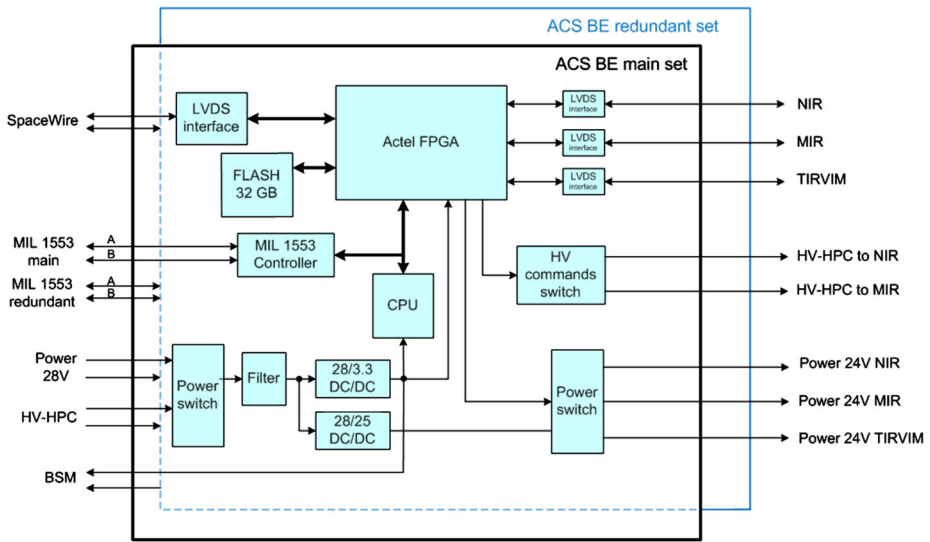 ACS BE redundant set
ACS BE main set
SpaceWire
LVDS
interface
Actel FPGA
LVDS
interface
NIR
LVDS
interface
MIR
LVDS
interface
TIRVIM
FLASH
32 GB
MIL 1553
main
A
B
MIL 1553
Controller
MIL 1553
redundant
A
B
CPU
HV
commands
switch
HV-HPC to NIR
HV-HPC to MIR
Power
28V
HV-HPC
Power
switch
Filter
28/3.3
DC/DC
28/25
DC/DC
Power
switch
Power 24V NIR
Power 24V MIR
Power 24V TIRVIM
BSM